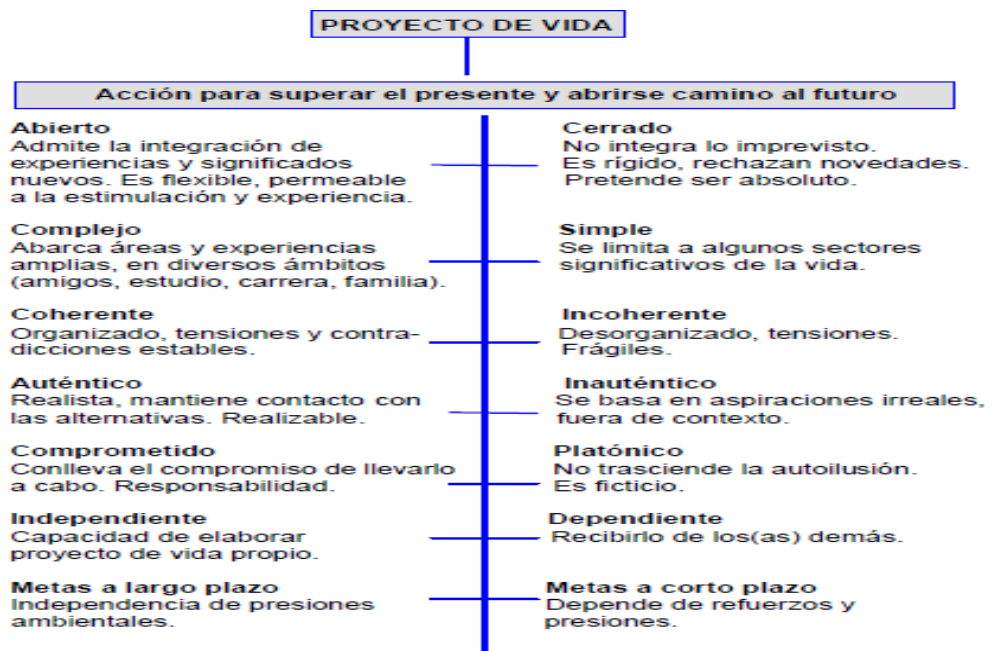 PROYECTO DE VIDA
Acción para superar el presente y abrirse camino al futuro
Abierto
Admite la integración de
experiencias y significados
nuevos. Es flexible, permeable
a la estimulación y experiencia.
Cerrado
No integra lo imprevisto.
Es rígido, rechazan novedades.
Pretende ser absoluto.
Complejo
Abarca áreas y experiencias
amplias, en diversos ámbitos
(amigos, estudio, carrera, familia).
Simple
Se limita a algunos sectores
significativos de la vida.
Coherente
Organizado, tensiones y contra-
dicciones estables.
Incoherente
Desorganizado, tensiones.
Frágiles.
Auténtico
Realista, mantiene contacto con
las alternativas. Realizable.
Inauténtico
Se basa en aspiraciones irreales,
fuera de contexto.
Comprometido
Conlleva el compromiso de llevarlo
a cabo. Responsabilidad.
Platónico
No trasciende la autoilusión.
Es ficticio.
Independiente
Capacidad de elaborar
proyecto de vida propio.
Dependiente
Recibirlo de los(as) demás.
Metas a largo plazo
Independencia de presiones
ambientales.
Metas a corto plazo
Depende de refuerzos y
presiones.